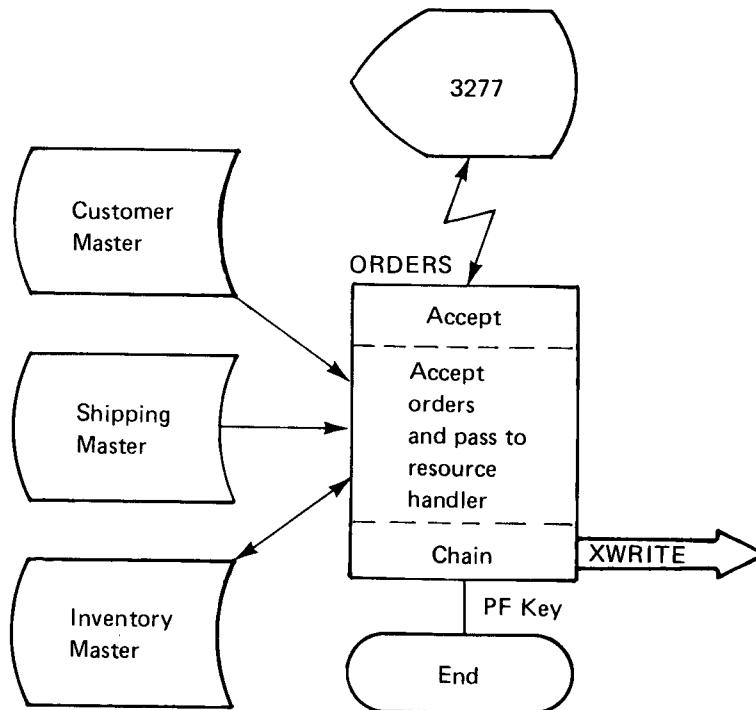 3277
Customer
Master
ORDERS
Accept
Shipping
Master
Accept
orders
and pass to
resource
handler
Inventory
Master
Chain
XWRITE
PF Key
End